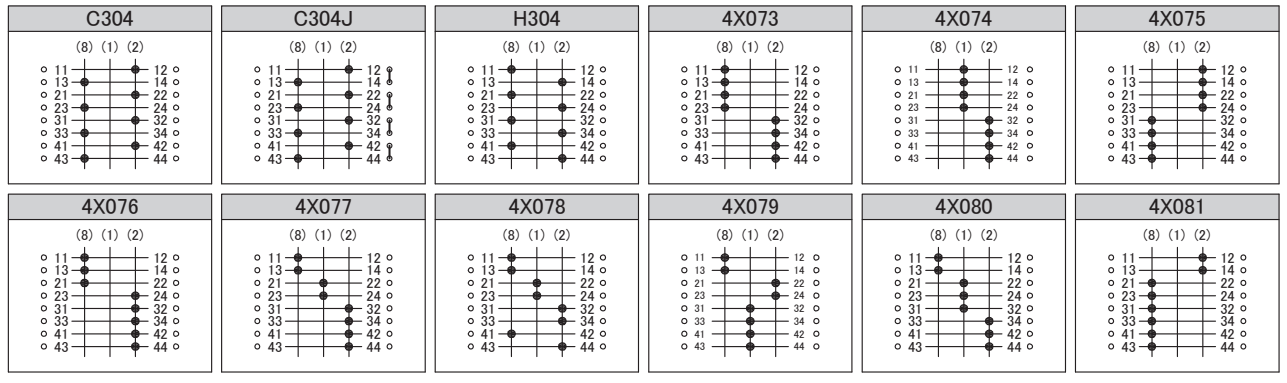 C304 C304J H304 4X073 4X074 4X075
(8) (1) (2) (8) (1) (2) (8) (1) (2) (8) (1) (2) (8) (1) (2) (8) (1) (2)
11 12 11 12 11 12 11 12 11 12 11 12
13 14 13 14 13 14 13 14 13 14 13 14
21 22 21 22 21 22 21 22 21 22 21 22
23 24 23 24 23 24 23 24 23 24 23 24
31 32 31 32 31 32 31 32 31 32 31 32
33 34 33 34 33 34 33 34 33 34 33 34
41 42 41 42 41 42 41 42 41 42 41 42
43 44 43 44 43 44 43 44 43 44 43 44
4X076 4X077 4X078 4X079 4X080 4X081
(8) (1) (2) (8) (1) (2) (8) (1) (2) (8) (1) (2) (8) (1) (2) (8) (1) (2)
11 12 11 12 11 12 11 12 11 12 11 12
13 14 13 14 13 14 13 14 13 14 13 14
21 22 21 22 21 22 21 22 21 22 21 22
23 24 23 24 23 24 23 24 23 24 23 24
31 32 31 32 31 32 31 32 31 32 31 32
33 34 33 34 33 34 33 34 33 34 33 34
41 42 41 42 41 42 41 42 41 42 41 42
43 44 43 44 43 44 43 44 43 44 43 44